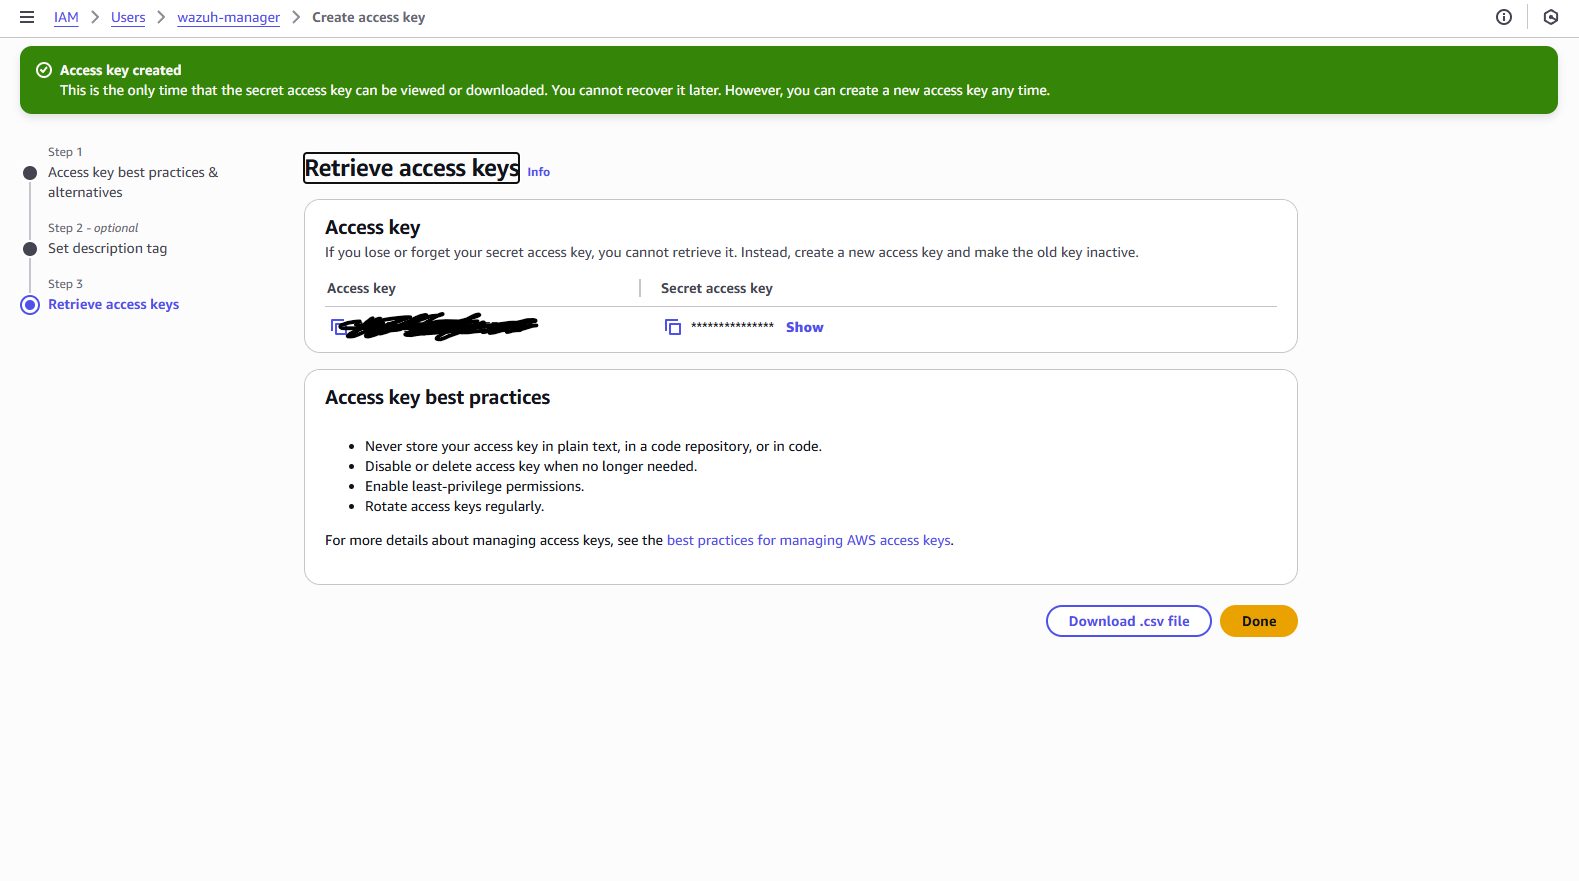 IAM > Users > wazuh-manager > Create access key
Access key created
This is the only time that the secret access key can be viewed or downloaded. You cannot recover it later. However, you can create a new access key any time.
Step 1
Access key best practices &
alternatives
Step 2 - optional
Set description tag
Step 3
Retrieve access keys
Retrieve access keys Info
Access key
If you lose or forget your secret access key, you cannot retrieve it. Instead, create a new access key and make the old key inactive.
Access key Secret access key
*************** Show
Access key best practices
• Never store your access key in plain text, in a code repository, or in code.
• Disable or delete access key when no longer needed.
• Enable least-privilege permissions.
• Rotate access keys regularly.
For more details about managing access keys, see the best practices for managing AWS access keys.
Download .csv file Done